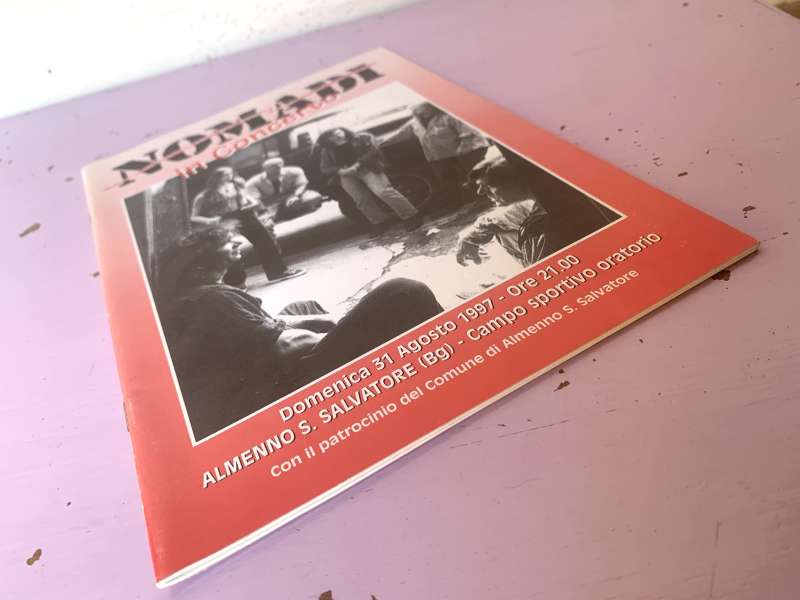 NOMADI
in Concerto
Domenica 31 Agosto 1997 - Ore 21.00
ALMENNO S. SALVATORE (Bg) - Campo sportivo oratorio
con il patrocinio del Comune di Almenno S. Salvatore